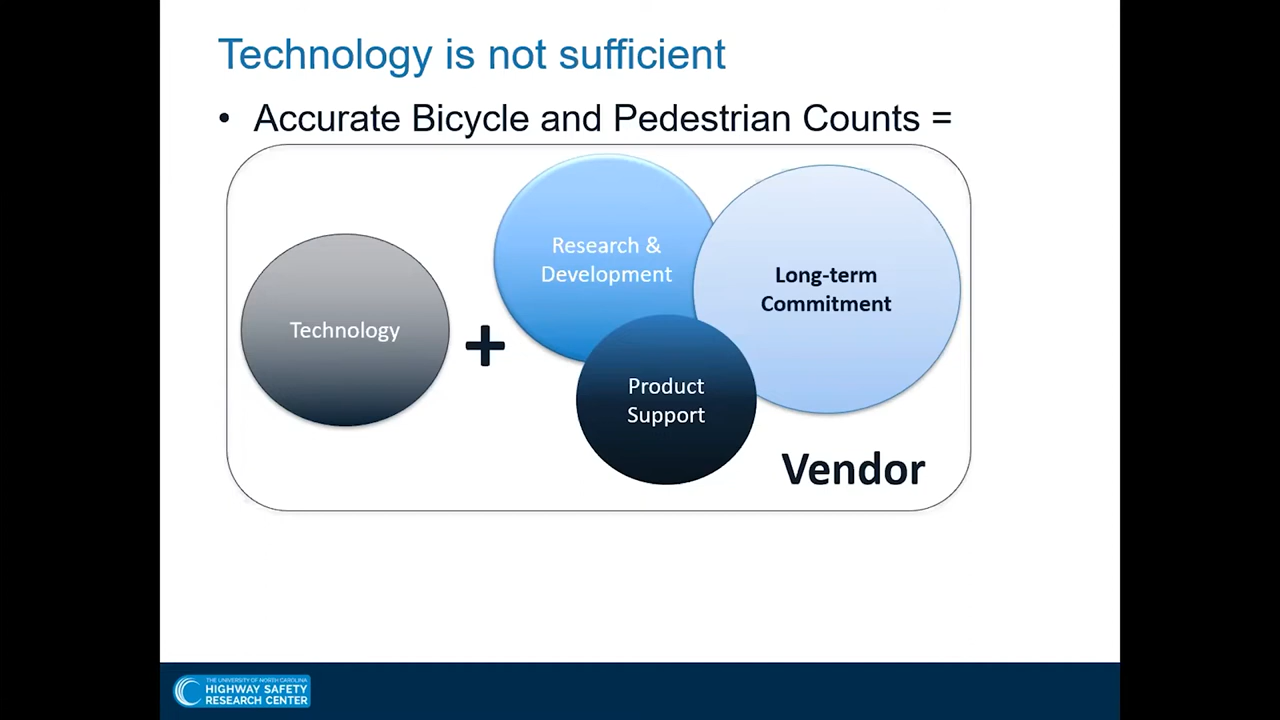 Technology is not sufficient
• Accurate Bicycle and Pedestrian Counts =
Technology
+
Research &
Development
Long-term
Commitment
Product
Support
Vendor
THE UNIVERSITY OF NORTH CAROLINA
HIGHWAY SAFETY
RESEARCH CENTER